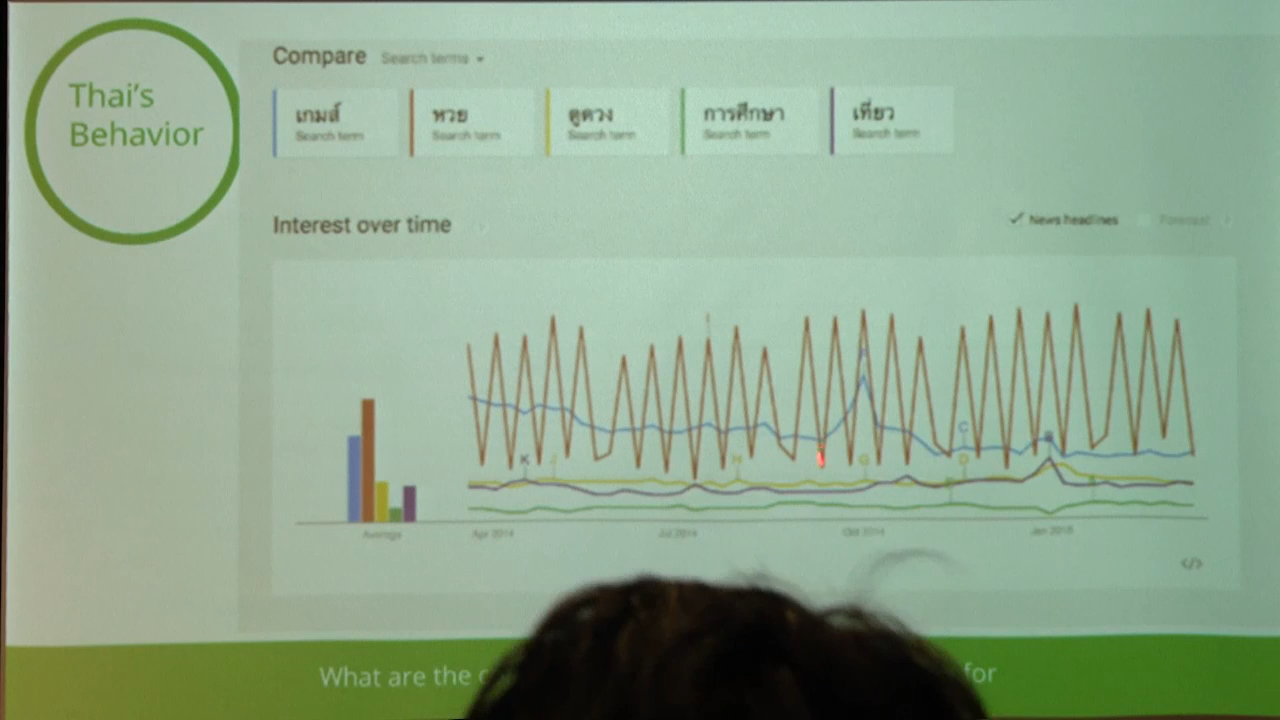 Thai's
Behavior
Compare Search terms
เกมส์ หวย ดูดวง การศึกษา เที่ยว
Search term Search term Search term Search term Search term
Interest over time
News headlines Forecast
F
C
K J H G D
Average Apr 2014 Jul 2014 Oct 2014 Jan 2015
</>
What are the
for